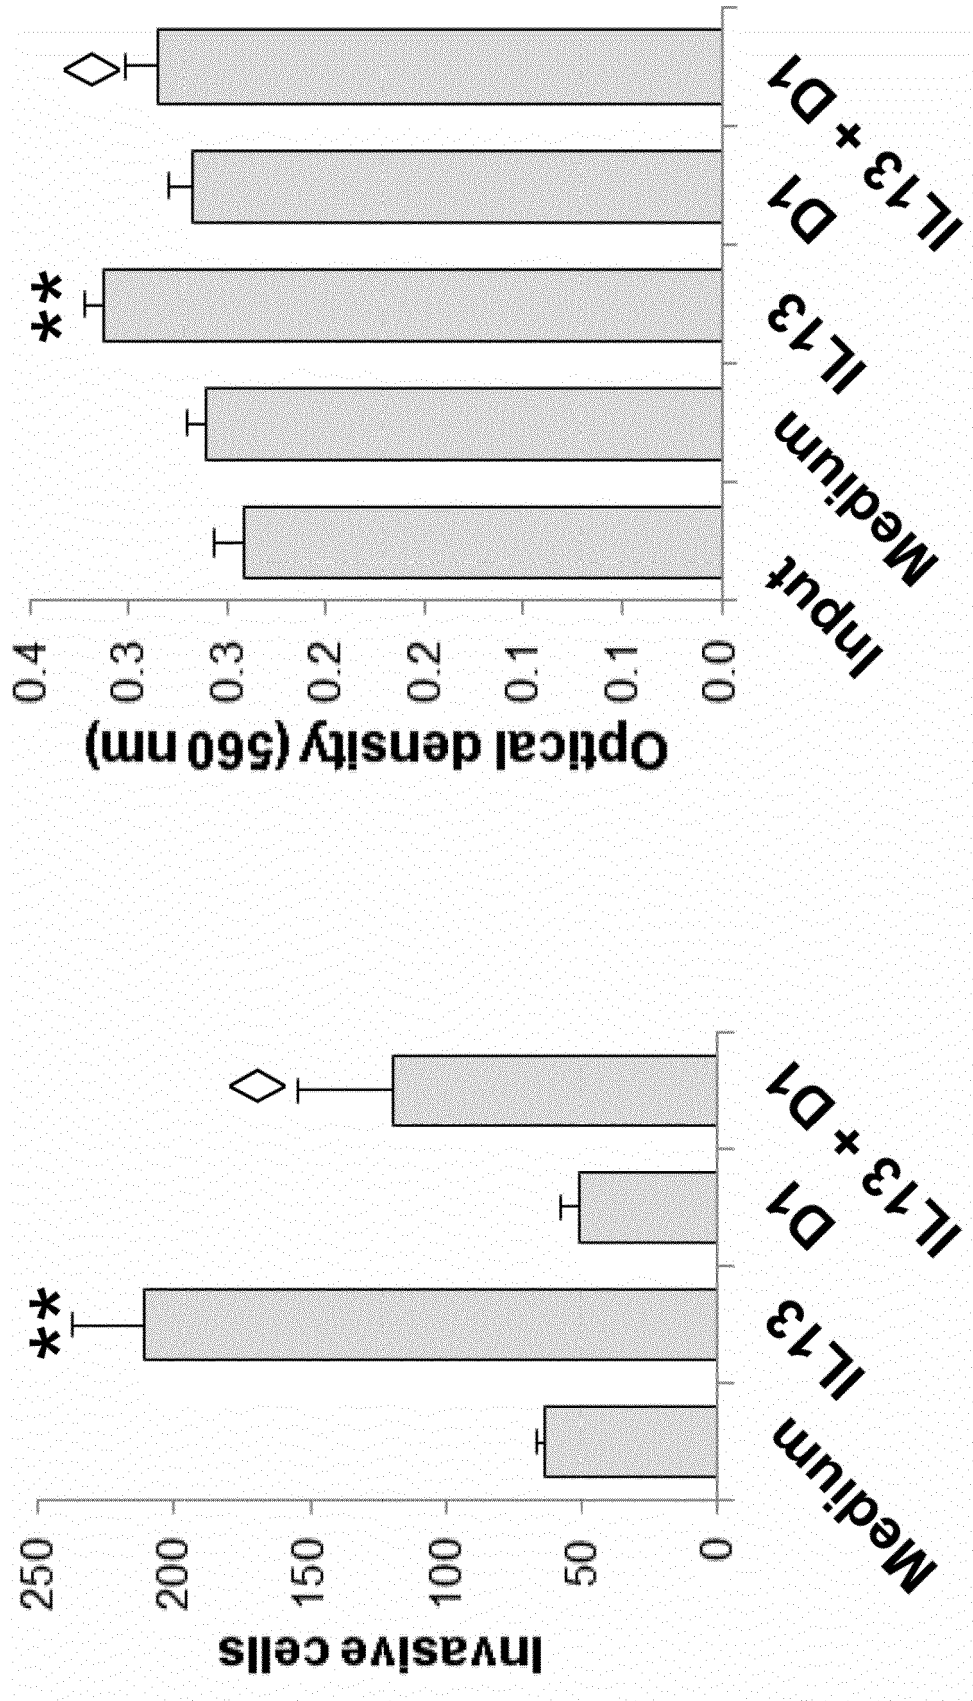 Invasive cells
250
200
150
100
50
0
**
Medium
IL13
D1
IL13 + D1
Optical density (560 nm)
0.4
0.3
0.3
0.2
0.2
0.1
0.1
0.0
**
Input
Medium
IL13
D1
IL13 + D1